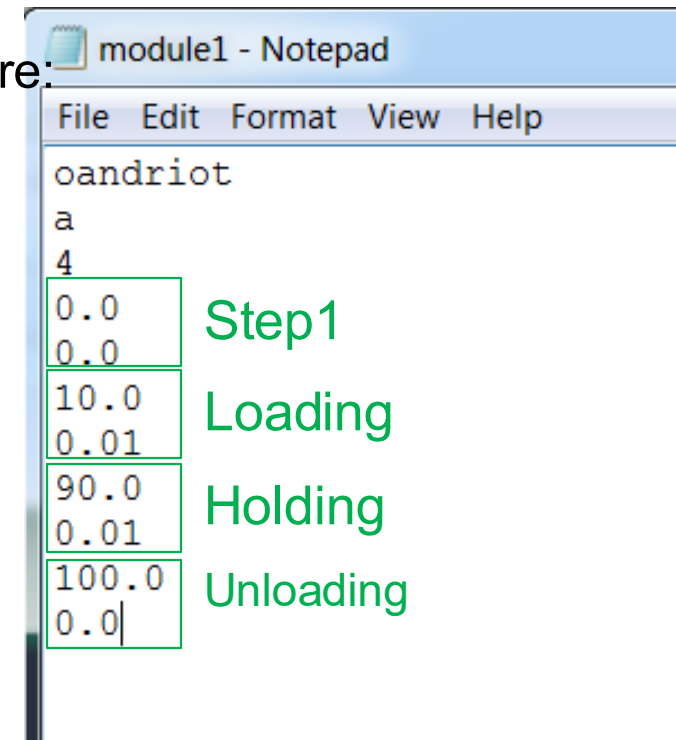 re:
module1 - Notepad
File Edit Format View Help
oandriot
a
4
0.0
0.0
Step1
10.0
0.01
Loading
90.0
0.01
Holding
100.0
0.0
Unloading